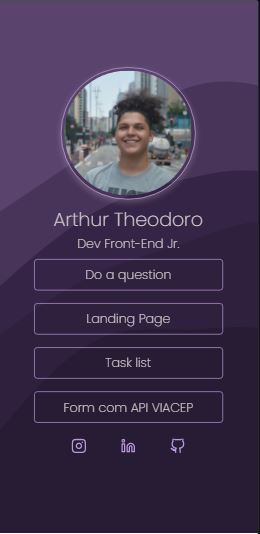 Arthur Theodoro
Dev Front-End Jr.
Do a question
Landing Page
Task list
Form com API VIACEP